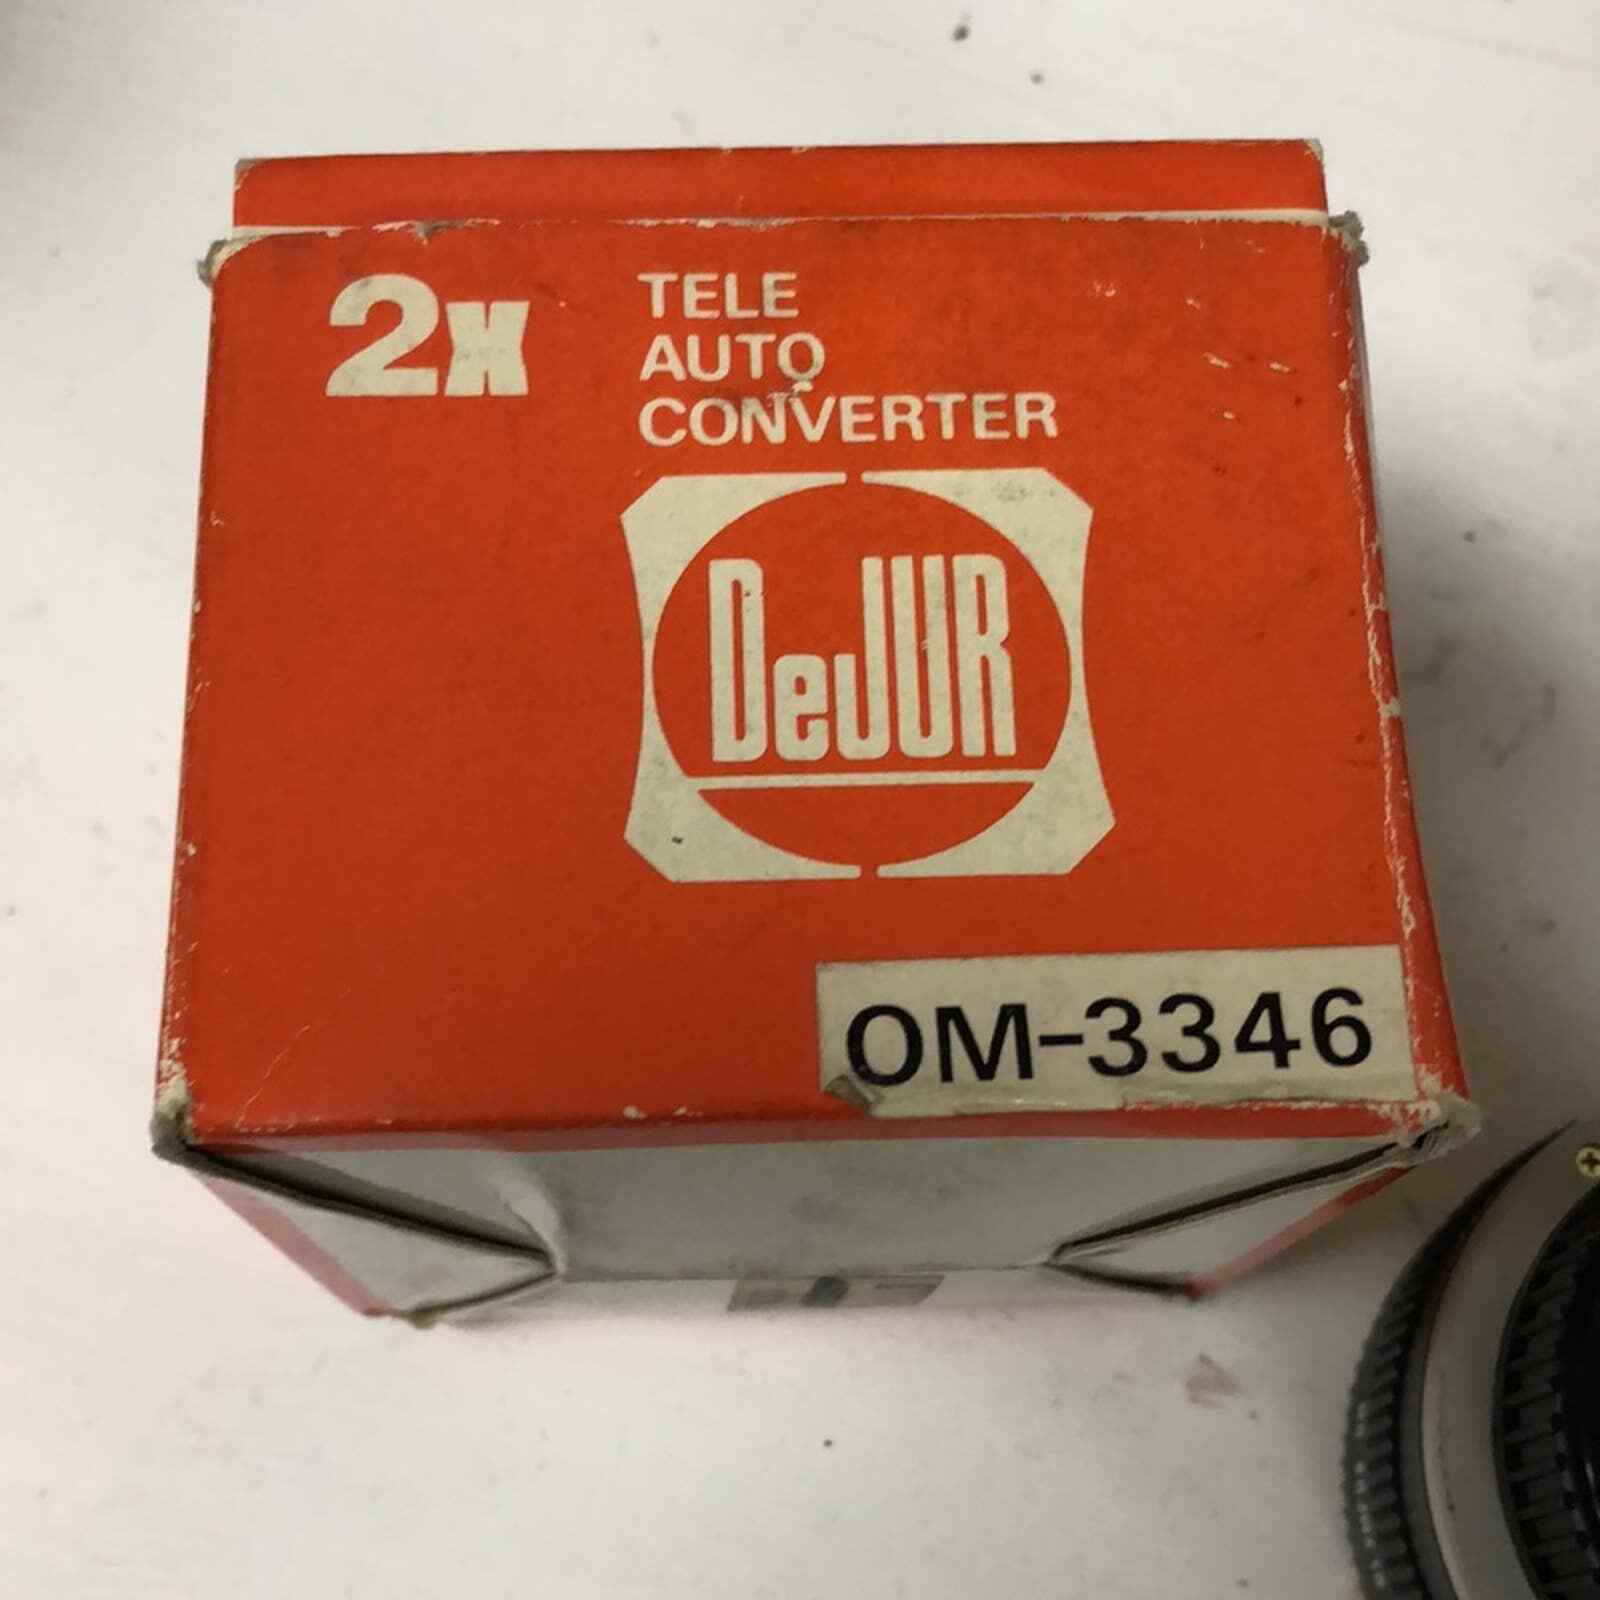 2x
TELE
AUTO
CONVERTER
DeJUR
OM-3346